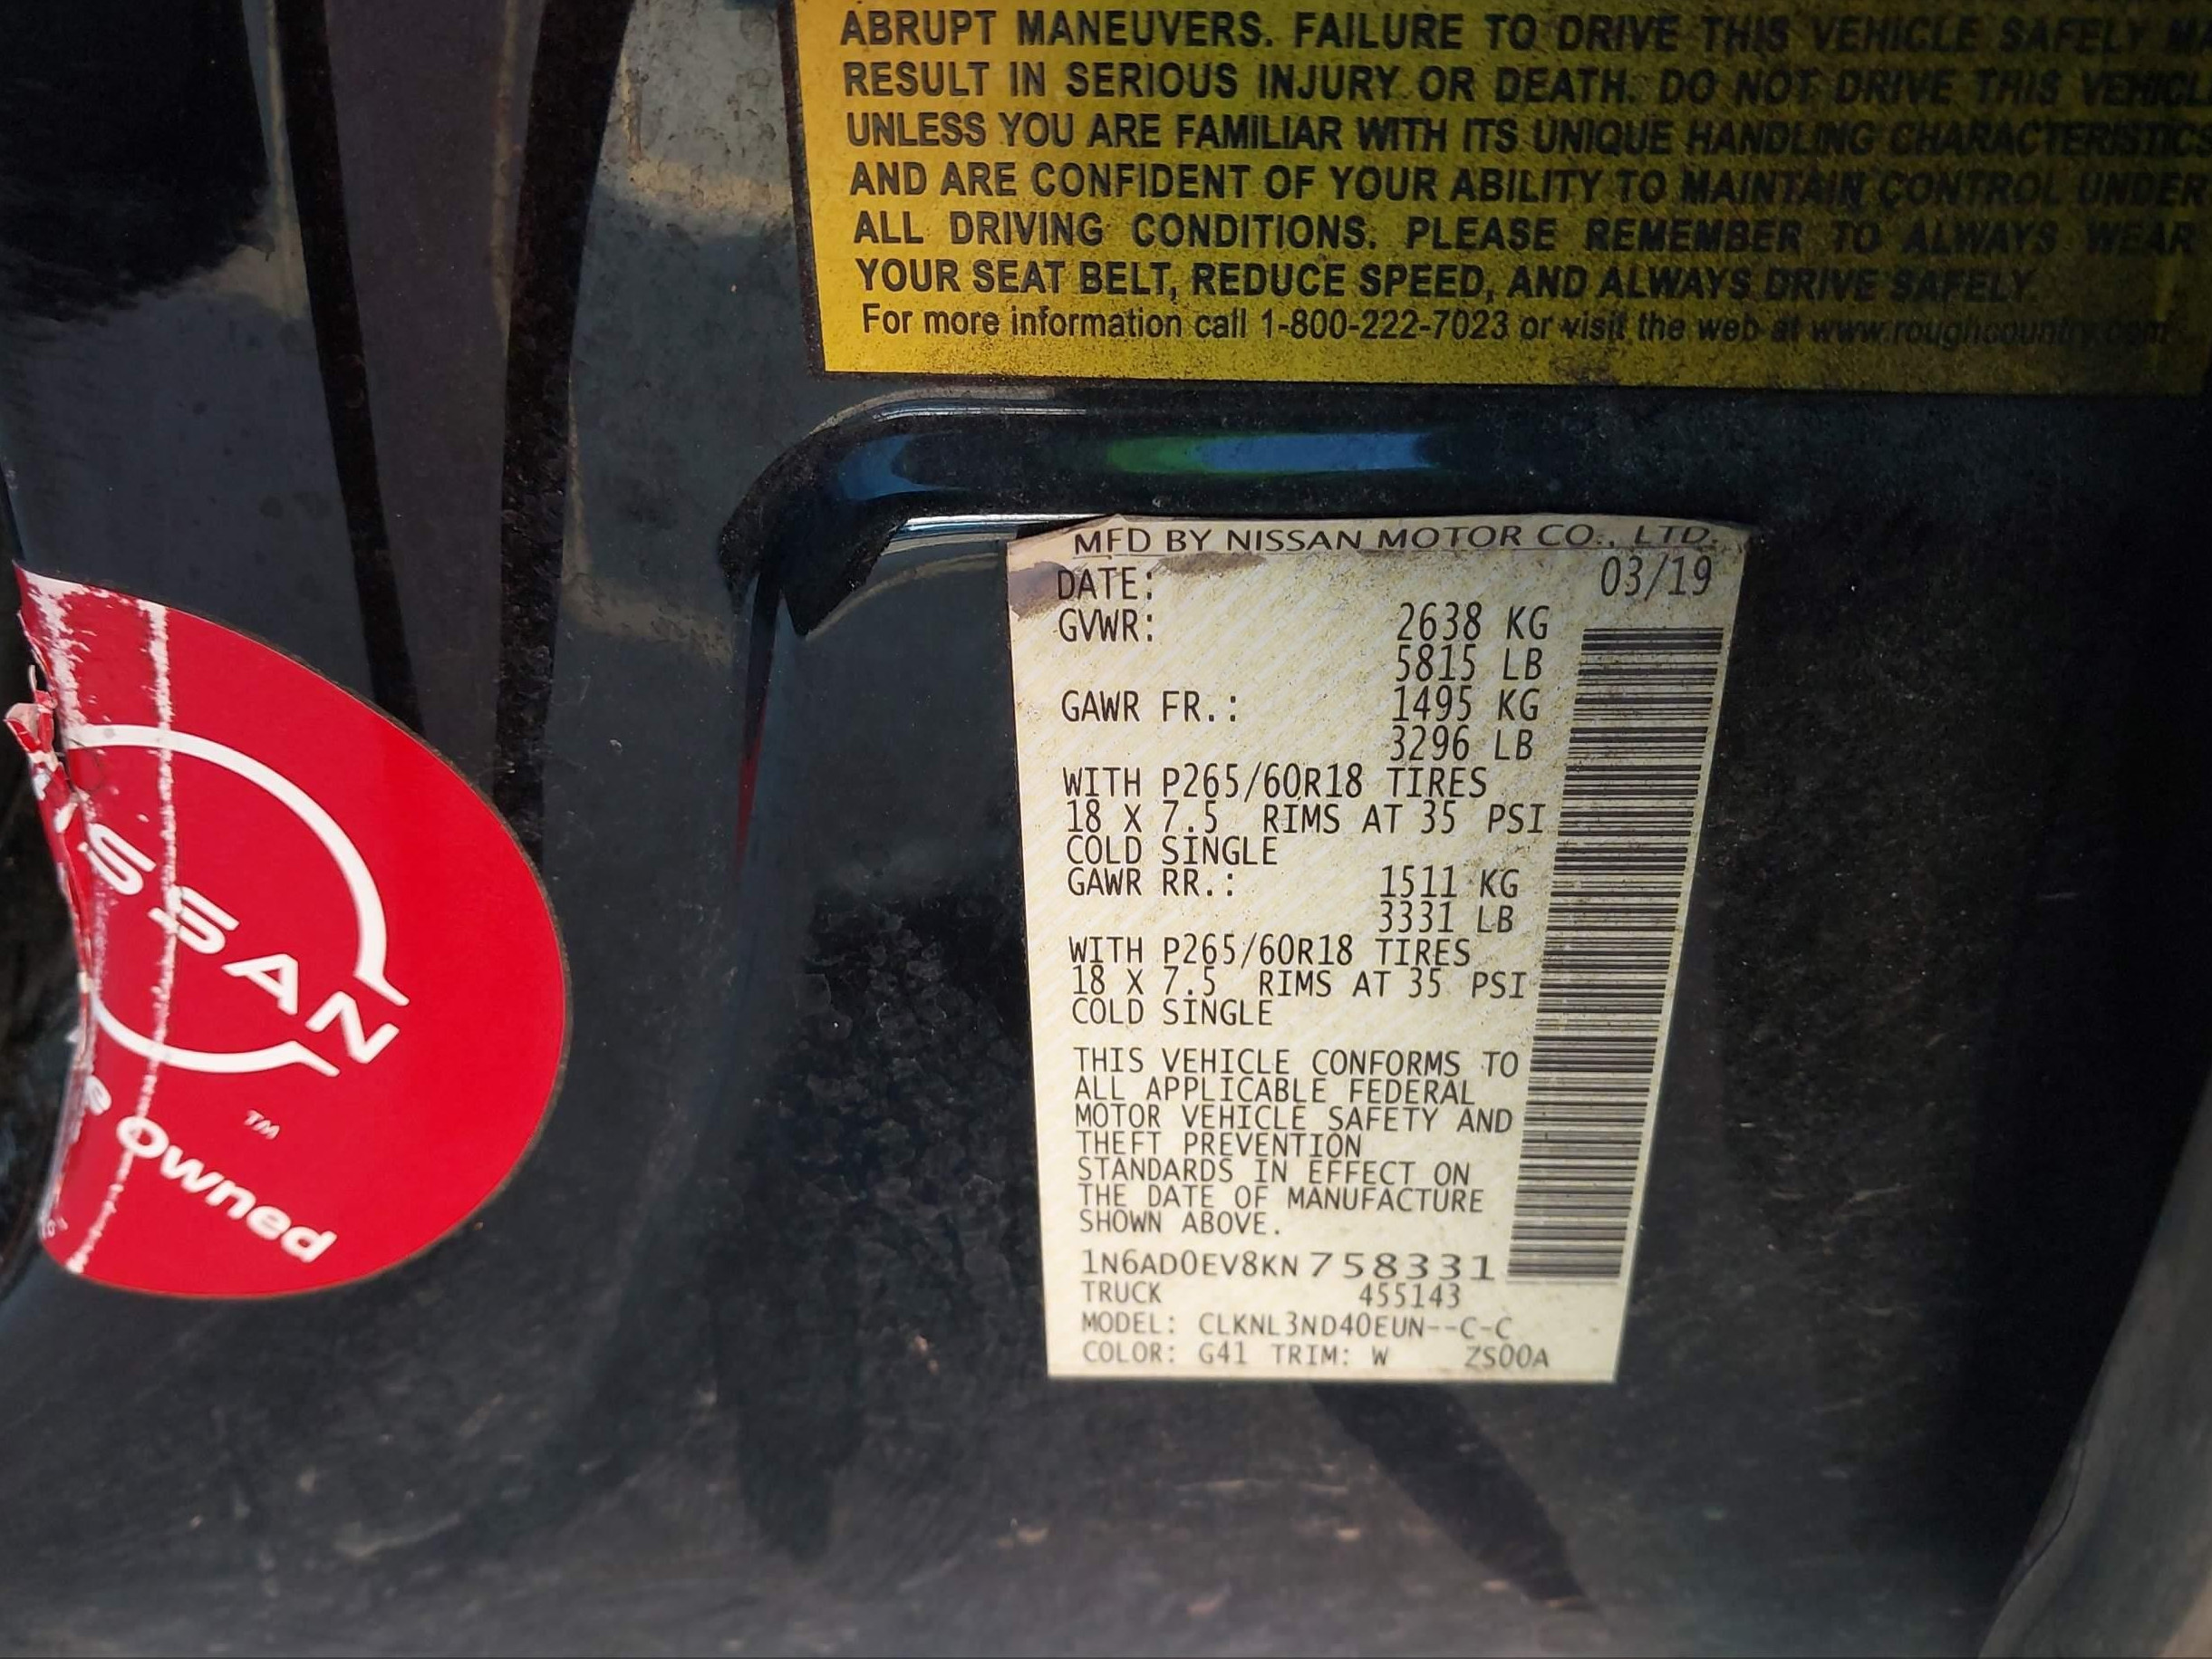 ABRUPT MANEUVERS. FAILURE TO DRIVE THIS VEHICLE SAFELY
RESULT IN SERIOUS INJURY OR DEATH. DO NOT DRIVE THIS VEHICL
UNLESS YOU ARE FAMILIAR WITH ITS UNIQUE HANDLING CHARACTERISTICS
AND ARE CONFIDENT OF YOUR ABILITY TO MAINTAIN CONTROL UNDER
ALL DRIVING CONDITIONS. PLEASE REMEMBER TO ALWAYS WEAR
YOUR SEAT BELT, REDUCE SPEED, AND ALWAYS DRIVE SAFELY.
For more information call 1-800-222-7023 or visit the web at www.roughcountry.com
MFD BY NISSAN MOTOR CO., LTD.
DATE: 03/19
GVWR: 2638 KG
5815 LB
GAWR FR.: 1495 KG
3296 LB
WITH P265/60R18 TIRES
18 X 7.5 RIMS AT 35 PSI
COLD SINGLE
GAWR RR.: 1511 KG
3331 LB
WITH P265/60R18 TIRES
18 X 7.5 RIMS AT 35 PSI
COLD SINGLE
THIS VEHICLE CONFORMS TO
ALL APPLICABLE FEDERAL
MOTOR VEHICLE SAFETY AND
THEFT PREVENTION
STANDARDS IN EFFECT ON
THE DATE OF MANUFACTURE
SHOWN ABOVE.
1N6AD0EV8KN758331
TRUCK 455143
MODEL: CLKNL3ND40EUN--C-C
COLOR: G41 TRIM: W ZS00A
ISSAN
TM
Owned